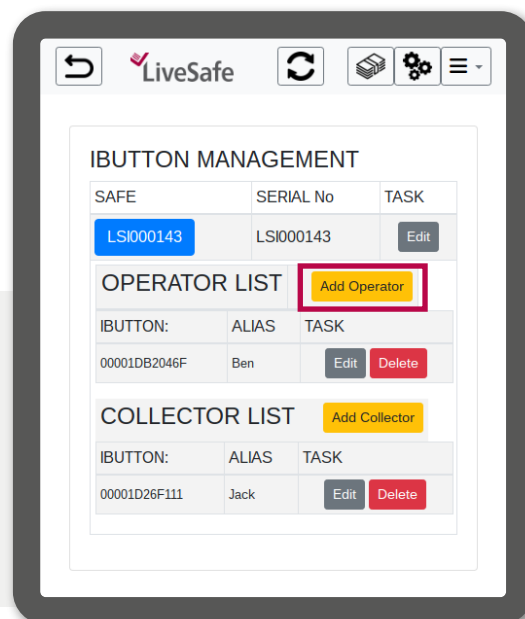 LiveSafe
IBUTTON MANAGEMENT
SAFE SERIAL No TASK
LSI000143 LSI000143 Edit
OPERATOR LIST Add Operator
IBUTTON: ALIAS TASK
00001DB2046F Ben Edit Delete
COLLECTOR LIST Add Collector
IBUTTON: ALIAS TASK
00001D26F111 Jack Edit Delete